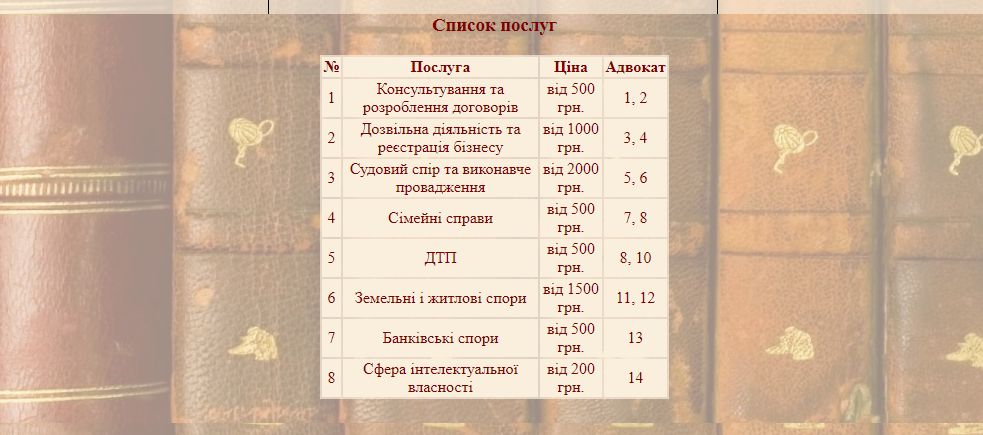 Список послуг
№ Послуга Ціна Адвокат
1 Консультування та розроблення договорів від 500 грн. 1, 2
2 Дозвільна діяльність та реєстрація бізнесу від 1000 грн. 3, 4
3 Судовий спір та виконавче провадження від 2000 грн. 5, 6
4 Сімейні справи від 500 грн. 7, 8
5 ДТП від 500 грн. 8, 10
6 Земельні і житлові спори від 1500 грн. 11, 12
7 Банківські спори від 500 грн. 13
8 Сфера інтелектуальної власності від 200 грн. 14